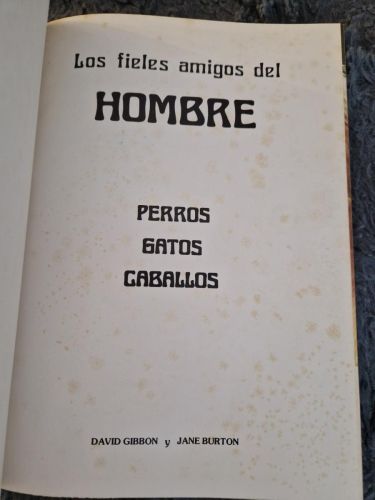 Los fieles amigos del
HOMBRE
PERROS
GATOS
CABALLOS
DAVID GIBBON y JANE BURTON